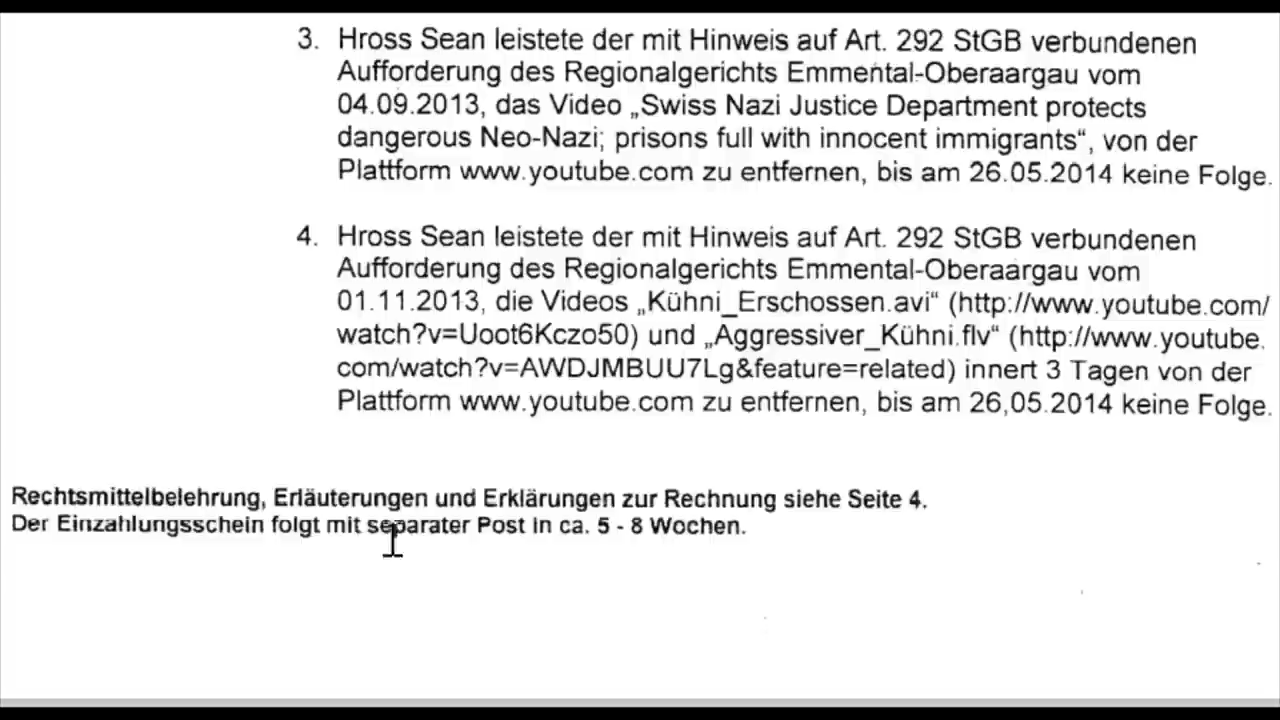 3. Hross Sean leistete der mit Hinweis auf Art. 292 StGB verbundenen
Aufforderung des Regionalgerichts Emmental-Oberaargau vom
04.09.2013, das Video „Swiss Nazi Justice Department protects
dangerous Neo-Nazi; prisons full with innocent immigrants“, von der
Plattform www.youtube.com zu entfernen, bis am 26.05.2014 keine Folge.
4. Hross Sean leistete der mit Hinweis auf Art. 292 StGB verbundenen
Aufforderung des Regionalgerichts Emmental-Oberaargau vom
01.11.2013, die Videos „Kühni_Erschossen.avi“ (http://www.youtube.com/
watch?v=Uoot6Kczo50) und „Aggressiver_Kühni.flv“ (http://www.youtube.
com/watch?v=AWDJMBUU7Lg&feature=related) innert 3 Tagen von der
Plattform www.youtube.com zu entfernen, bis am 26,05.2014 keine Folge.
Rechtsmittelbelehrung, Erläuterungen und Erklärungen zur Rechnung siehe Seite 4.
Der Einzahlungsschein folgt mit separater Post in ca. 5 - 8 Wochen.